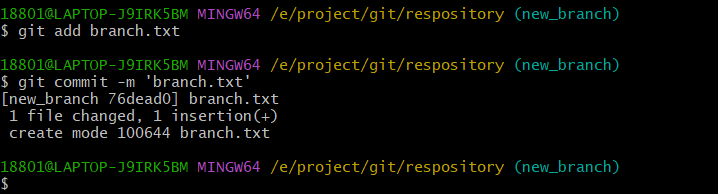 18801@LAPTOP-J9IRK5BM MINGW64 /e/project/git/respository (new_branch)
$ git add branch.txt
18801@LAPTOP-J9IRK5BM MINGW64 /e/project/git/respository (new_branch)
$ git commit -m 'branch.txt'
[new_branch 76dead0] branch.txt
 1 file changed, 1 insertion(+)
 create mode 100644 branch.txt
18801@LAPTOP-J9IRK5BM MINGW64 /e/project/git/respository (new_branch)
$